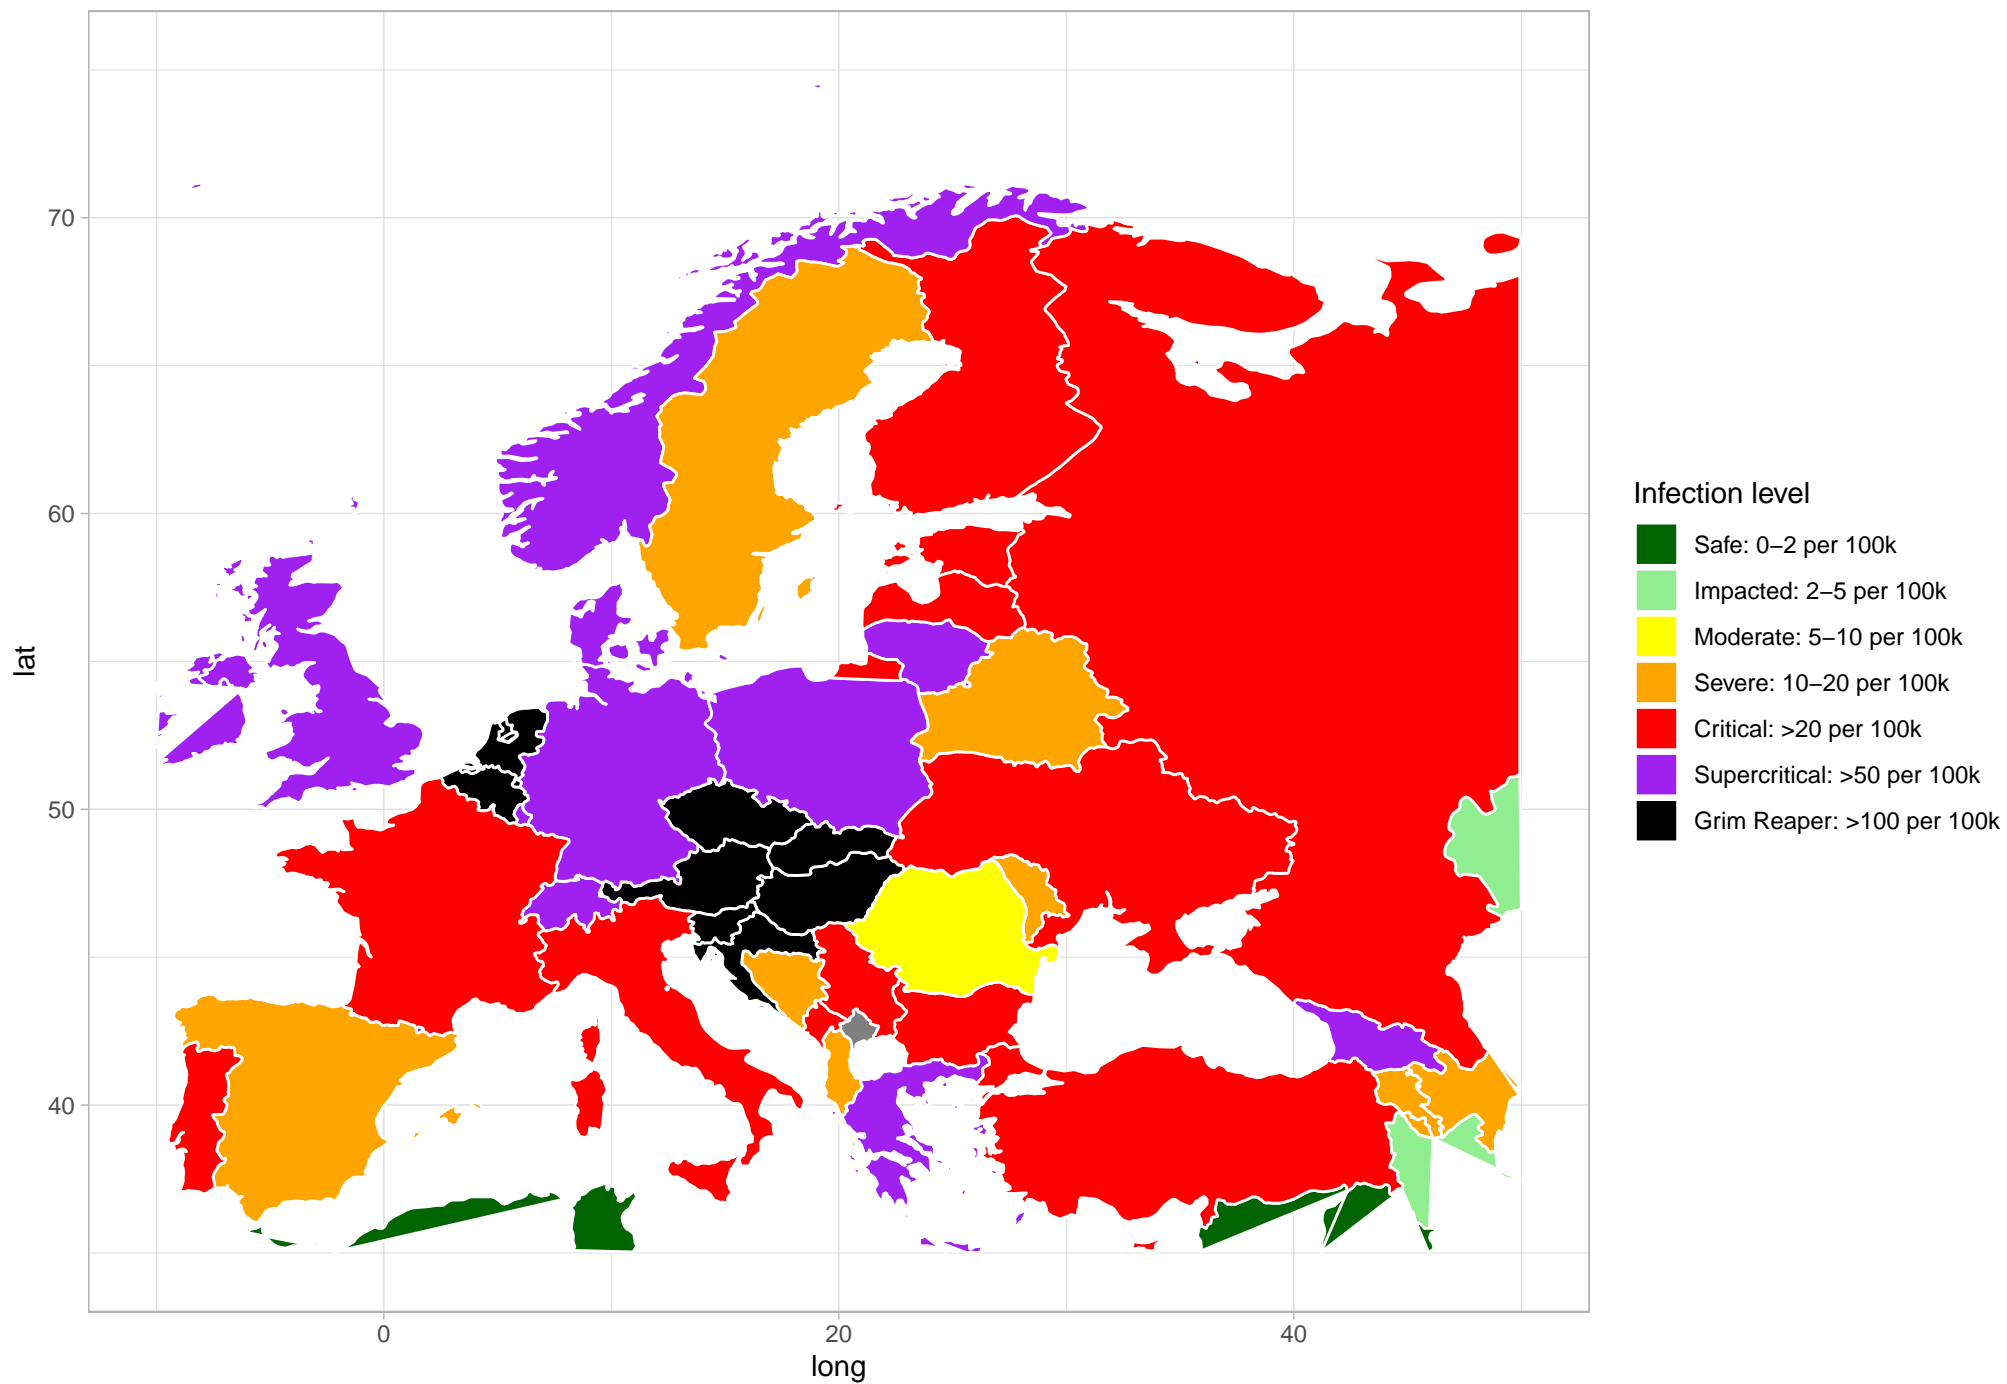 70
60
50
40
lat
0
20
40
long
Infection level
Safe: 0−2 per 100k
Impacted: 2−5 per 100k
Moderate: 5−10 per 100k
Severe: 10−20 per 100k
Critical: >20 per 100k
Supercritical: >50 per 100k
Grim Reaper: >100 per 100k